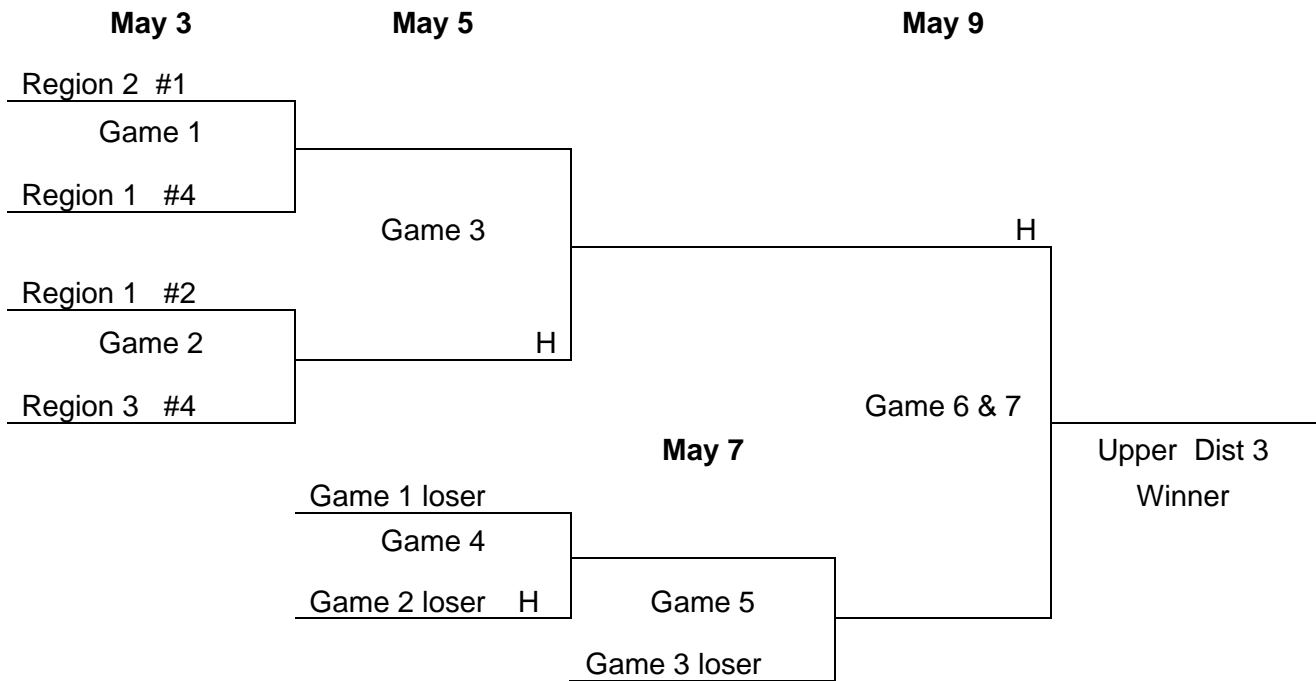 May 3 May 5 May 9
Region 2 #1
Game 1
Region 1 #4
Game 3
H
Region 1 #2
Game 2
H
Region 3 #4
Game 6 & 7
May 7
Upper Dist 3
Winner
Game 1 loser
Game 4
Game 2 loser H
Game 5
Game 3 loser